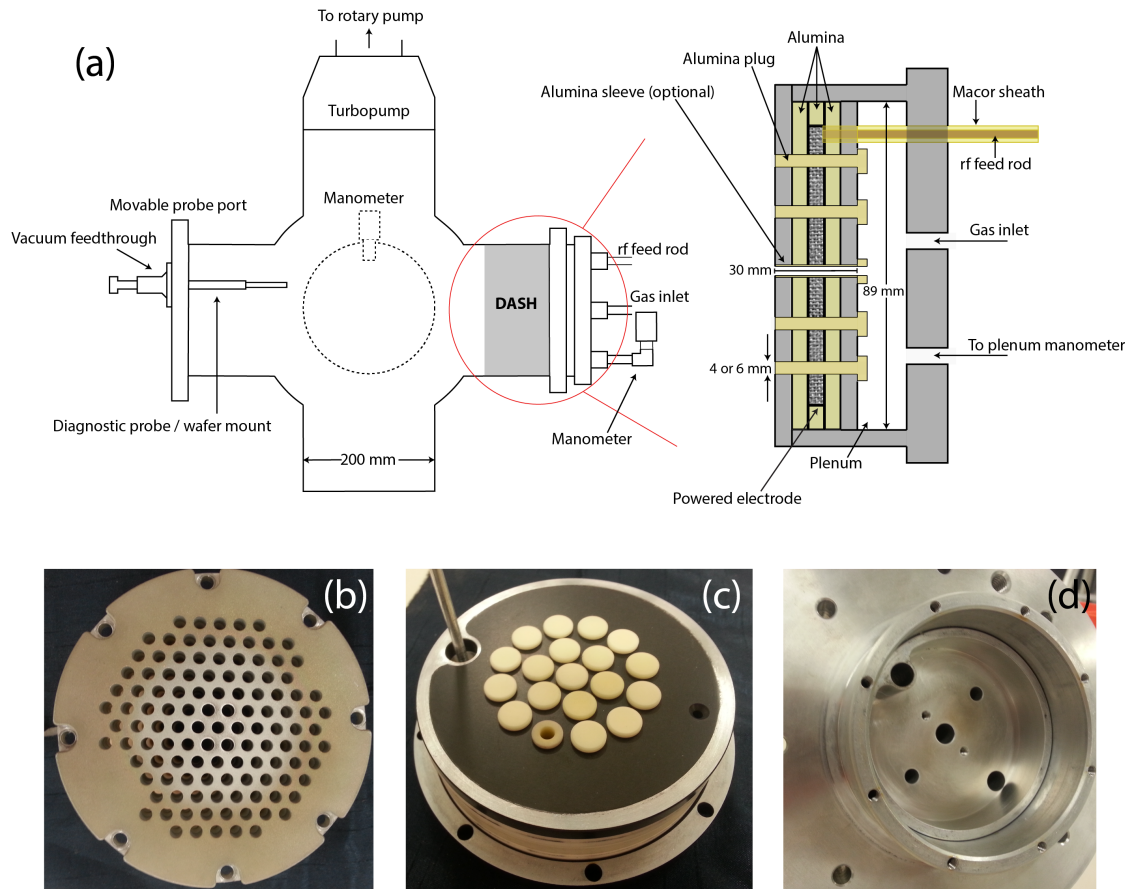 (a)
To rotary pump
Turbopump
Manometer
Movable probe port
Vacuum feedthrough
Diagnostic probe / wafer mount
200 mm
DASH
rf feed rod
Gas inlet
Manometer
Alumina
Alumina plug
Alumina sleeve (optional)
Macor sheath
rf feed rod
Gas inlet
30 mm
89 mm
To plenum manometer
4 or 6 mm
Plenum
Powered electrode
(b)
(c)
(d)